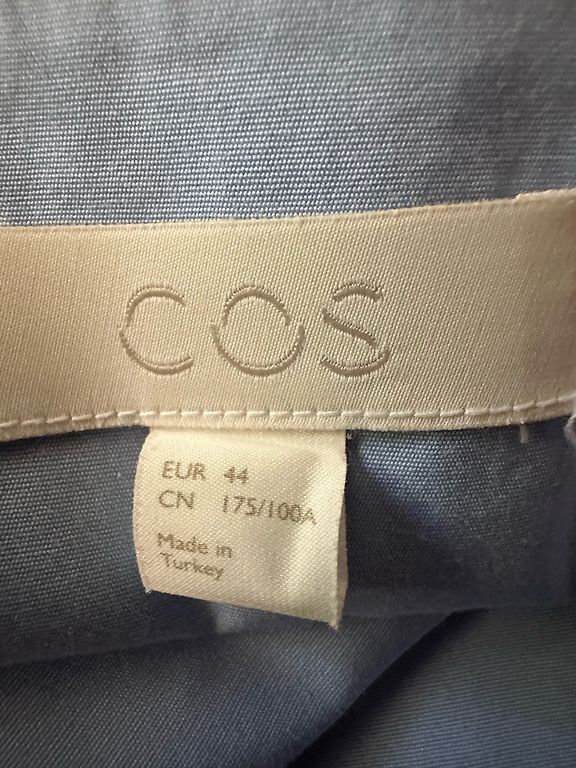 COS
EUR 44
CN 175/100A
Made in
Turkey